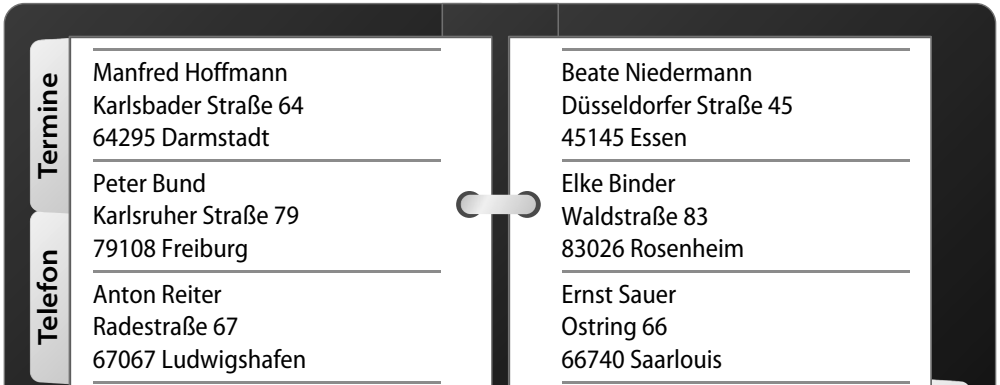 Termine
Telefon
Manfred Hoffmann
Karlsbader Straße 64
64295 Darmstadt
Peter Bund
Karlsruher Straße 79
79108 Freiburg
Anton Reiter
Radestraße 67
67067 Ludwigshafen
Beate Niedermann
Düsseldorfer Straße 45
45145 Essen
Elke Binder
Waldstraße 83
83026 Rosenheim
Ernst Sauer
Ostring 66
66740 Saarlouis